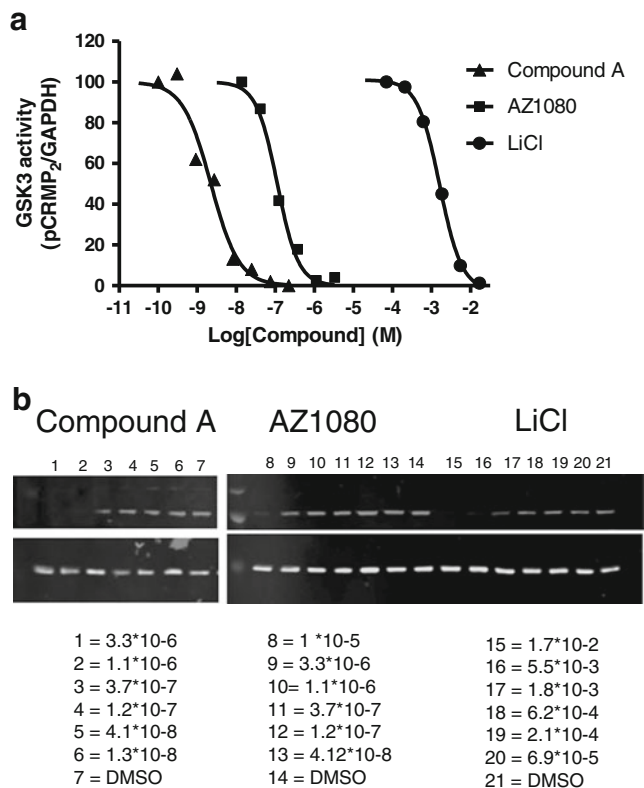 a
GSK3 activity
(pCRMP2/GAPDH)
120
100
80
60
40
20
0
-11 -10 -9 -8 -7 -6 -5 -4 -3 -2
Log[Compound] (M)
Compound A
AZ1080
LiCl
b
Compound A AZ1080 LiCl
1 2 3 4 5 6 7 8 9 10 11 12 13 14 15 16 17 18 19 20 21
1 = 3.3*10-6
2 = 1.1*10-6
3 = 3.7*10-7
4 = 1.2*10-7
5 = 4.1*10-8
6 = 1.3*10-8
7 = DMSO
8 = 1 *10-5
9 = 3.3*10-6
10= 1.1*10-6
11 = 3.7*10-7
12 = 1.2*10-7
13 = 4.12*10-8
14 = DMSO
15 = 1.7*10-2
16 = 5.5*10-3
17 = 1.8*10-3
18 = 6.2*10-4
19 = 2.1*10-4
20 = 6.9*10-5
21 = DMSO